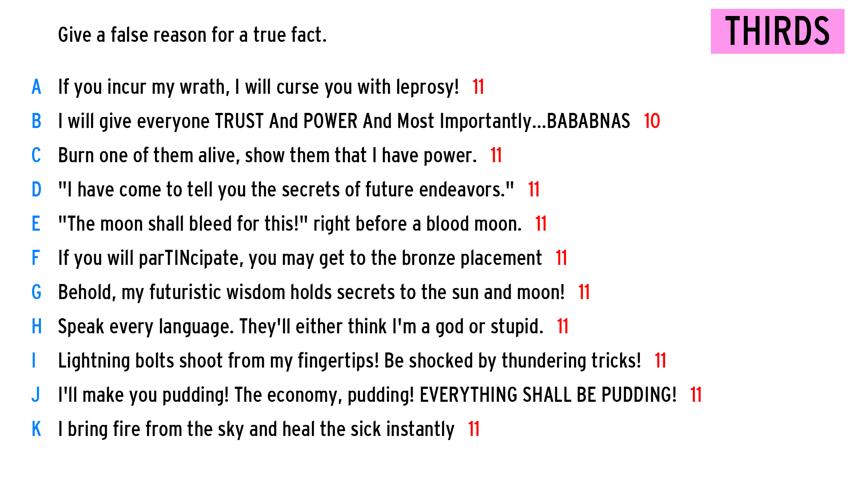 Give a false reason for a true fact.
THIRDS
A If you incur my wrath, I will curse you with leprosy! 11
B I will give everyone TRUST And POWER And Most Importantly...BABABNAS 10
C Burn one of them alive, show them that I have power. 11
D "I have come to tell you the secrets of future endeavors." 11
E "The moon shall bleed for this!" right before a blood moon. 11
F If you will parTINcipate, you may get to the bronze placement 11
G Behold, my futuristic wisdom holds secrets to the sun and moon! 11
H Speak every language. They'll either think I'm a god or stupid. 11
I Lightning bolts shoot from my fingertips! Be shocked by thundering tricks! 11
J I'll make you pudding! The economy, pudding! EVERYTHING SHALL BE PUDDING! 11
K I bring fire from the sky and heal the sick instantly 11